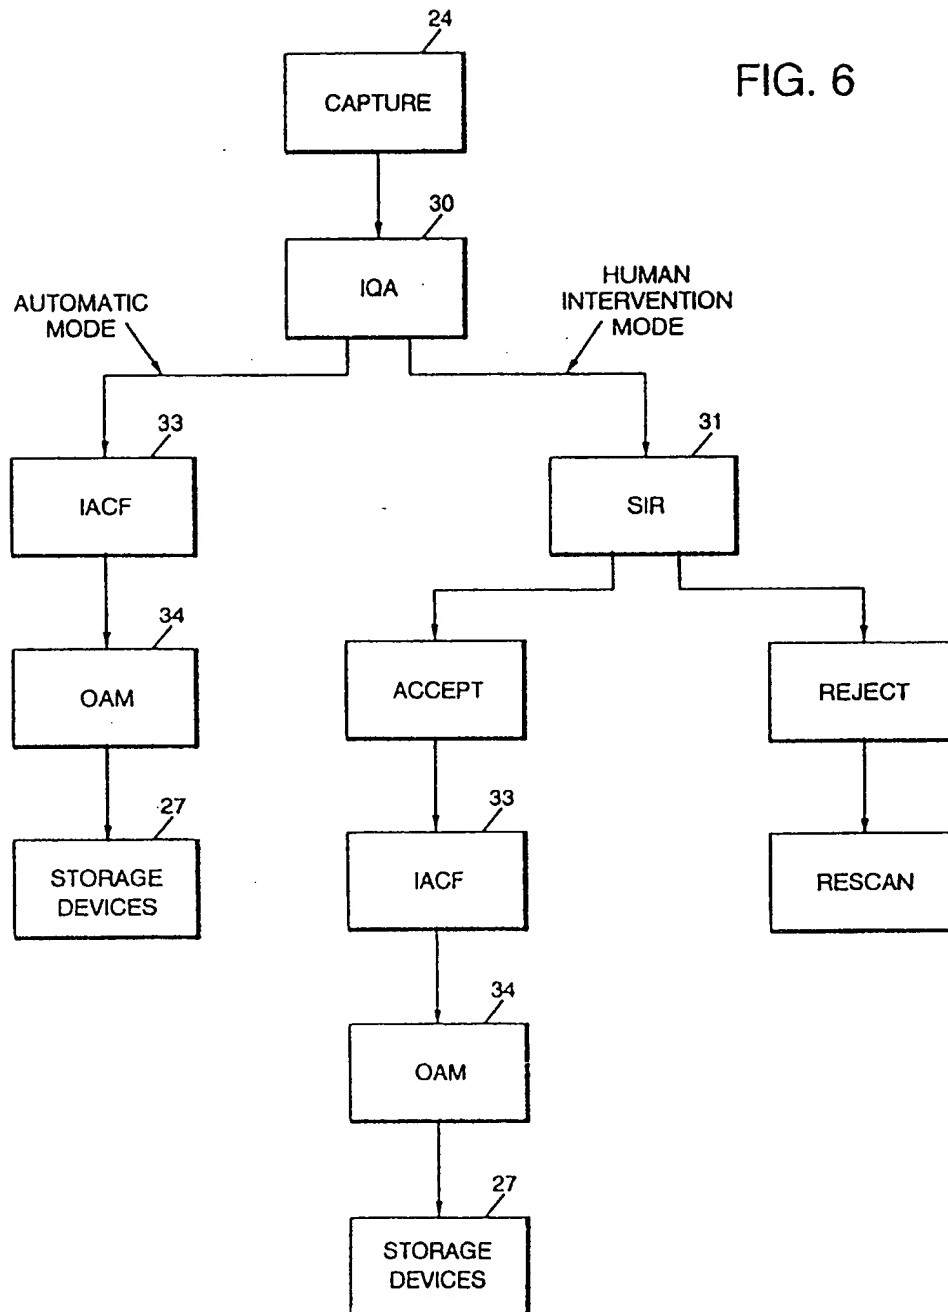 24
FIG. 6
CAPTURE
30
IQA
AUTOMATIC
MODE
HUMAN
INTERVENTION
MODE
33
IACF
31
SIR
34
OAM
ACCEPT
REJECT
27
STORAGE
DEVICES
33
IACF
RESCAN
34
OAM
27
STORAGE
DEVICES